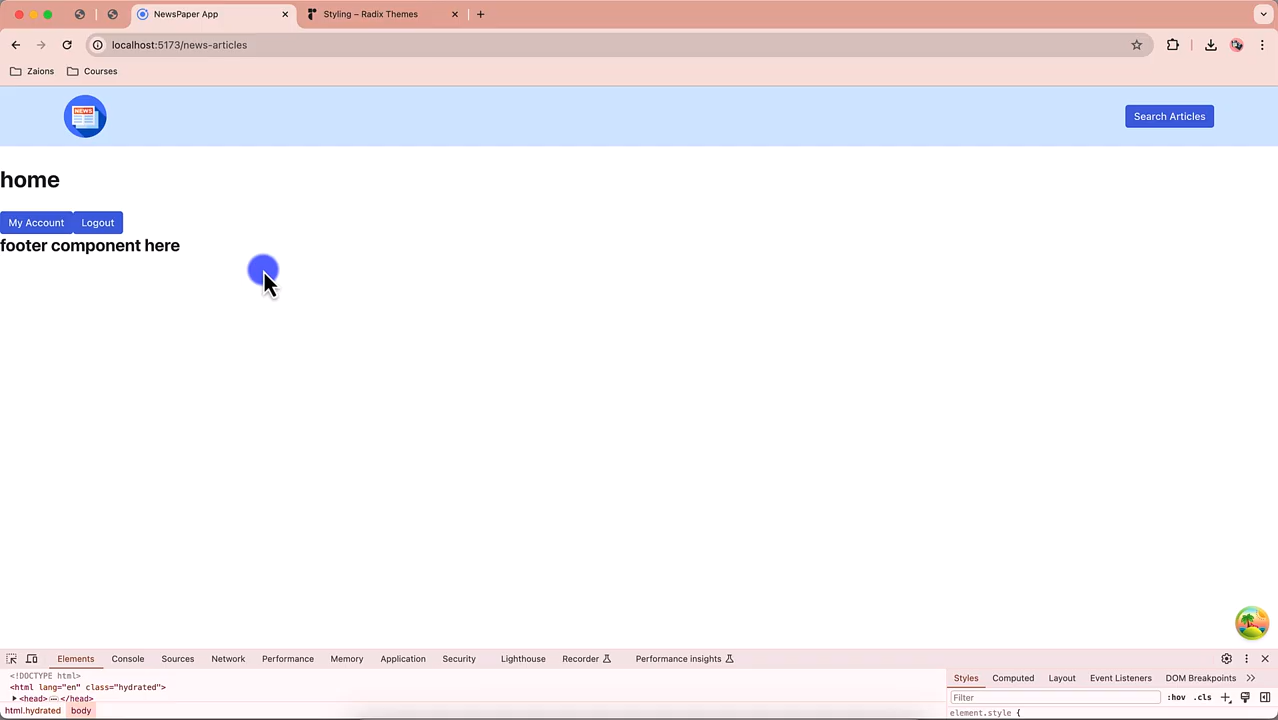 NewsPaper App
Styling – Radix Themes
localhost:5173/news-articles
Zaions
Courses
NEWS
Search Articles
home
My Account
Logout
footer component here
Elements
Console
Sources
Network
Performance
Memory
Application
Security
Lighthouse
Recorder
Performance insights
<!DOCTYPE html>
<html lang="en" class="hydrated">
<head>⋯</head>
html.hydrated
body
Styles
Computed
Layout
Event Listeners
DOM Breakpoints
Filter
:hov
.cls
element.style {